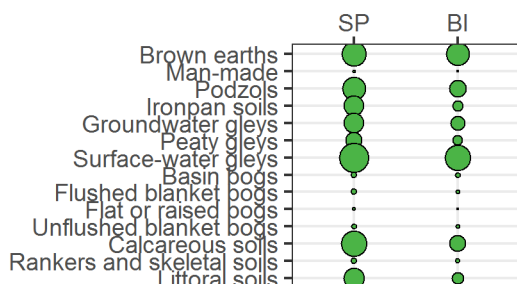 SP BI
Brown earths
Man-made
Podzols
Ironpan soils
Groundwater gleys
Peaty gleys
Surface-water gleys
Basin bogs
Flushed blanket bogs
Flat or raised bogs
Unflushed blanket bogs
Calcareous soils
Rankers and skeletal soils
Littoral soils